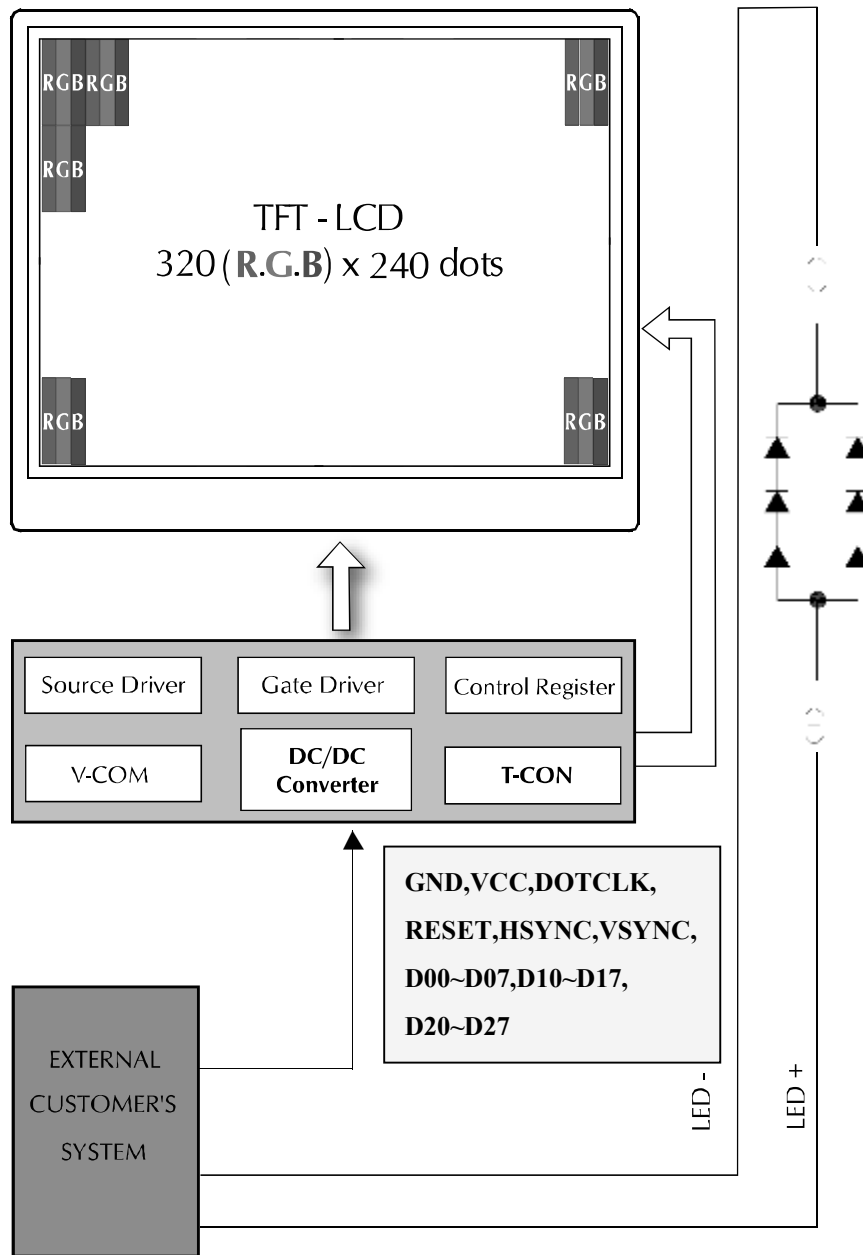 RGBRGB
RGB
RGB
TFT - LCD
320 (R.G.B) x 240 dots
RGB
RGB
Source Driver
Gate Driver
Control Register
V-COM
DC/DC
Converter
T-CON
GND,VCC,DOTCLK,
RESET,HSYNC,VSYNC,
D00~D07,D10~D17,
D20~D27
EXTERNAL
CUSTOMER'S
SYSTEM
LED -
LED +